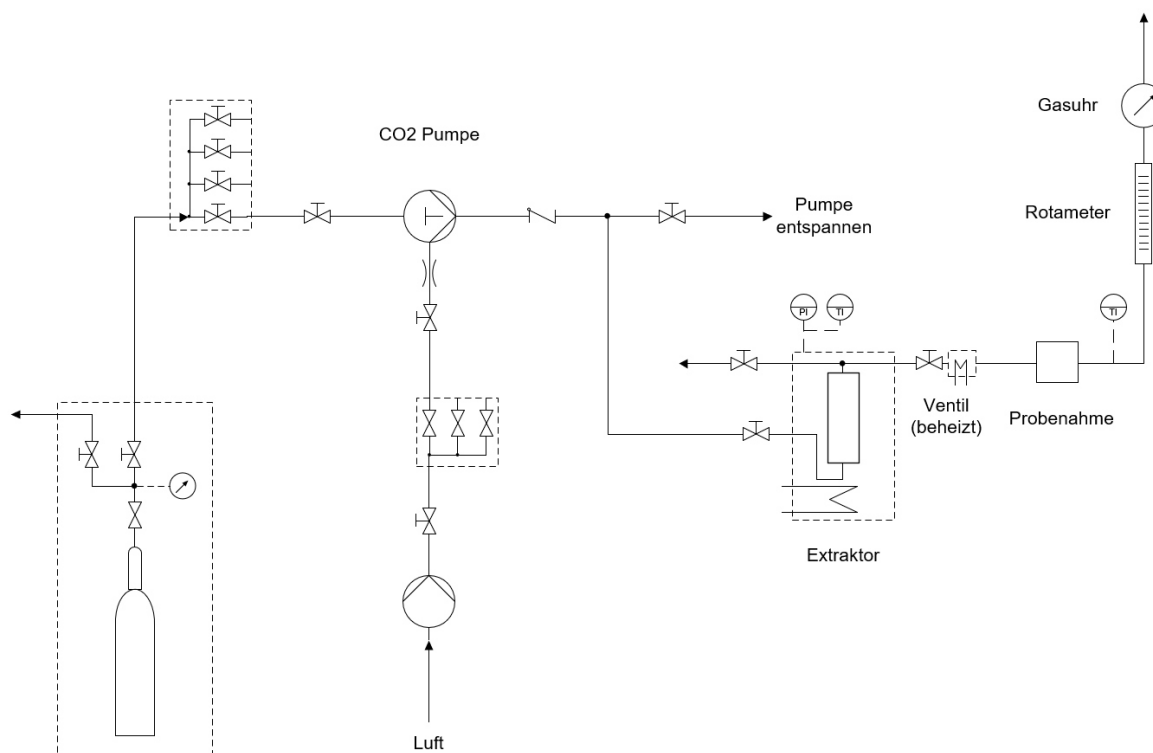 Gasuhr
CO2 Pumpe
Rotameter
Pumpe
entspannen
PI
TI
TI
Ventil
(beheizt)
Probenahme
Extraktor
Luft